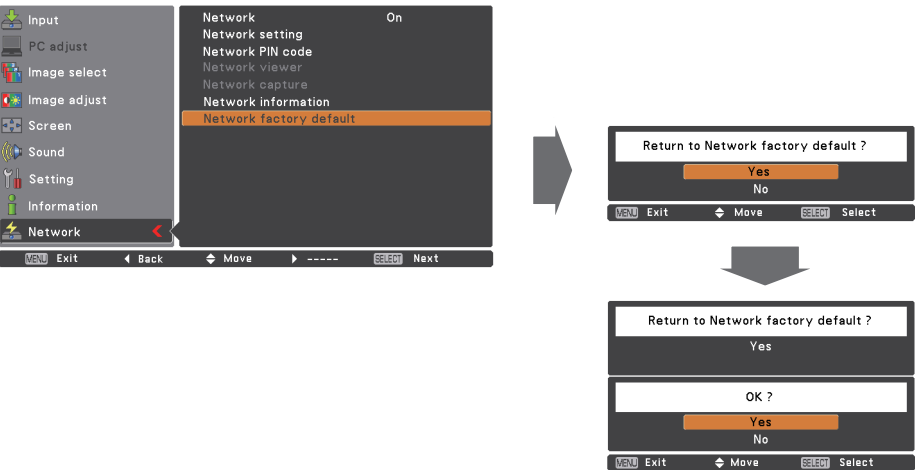 Input
PC adjust
Image select
Image adjust
Screen
Sound
Setting
Information
Network
Network On
Network setting
Network PIN code
Network viewer
Network capture
Network information
Network factory default
MENU Exit Back Move ----- SELECT Next
Return to Network factory default ?
Yes
No
MENU Exit Move SELECT Select
Return to Network factory default ?
Yes
OK ?
Yes
No
MENU Exit Move SELECT Select